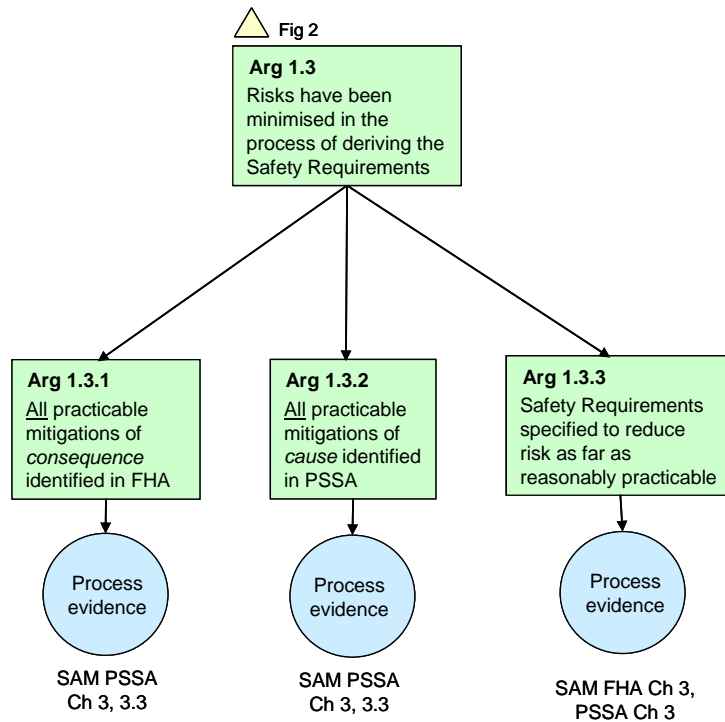 Fig 2
Arg 1.3
Risks have been
minimised in the
process of deriving the
Safety Requirements
Arg 1.3.1
All practicable
mitigations of
consequence
identified in FHA
Arg 1.3.2
All practicable
mitigations of
cause identified
in PSSA
Arg 1.3.3
Safety Requirements
specified to reduce
risk as far as
reasonably practicable
Process
evidence
Process
evidence
Process
evidence
SAM PSSA
Ch 3, 3.3
SAM PSSA
Ch 3, 3.3
SAM FHA Ch 3,
PSSA Ch 3